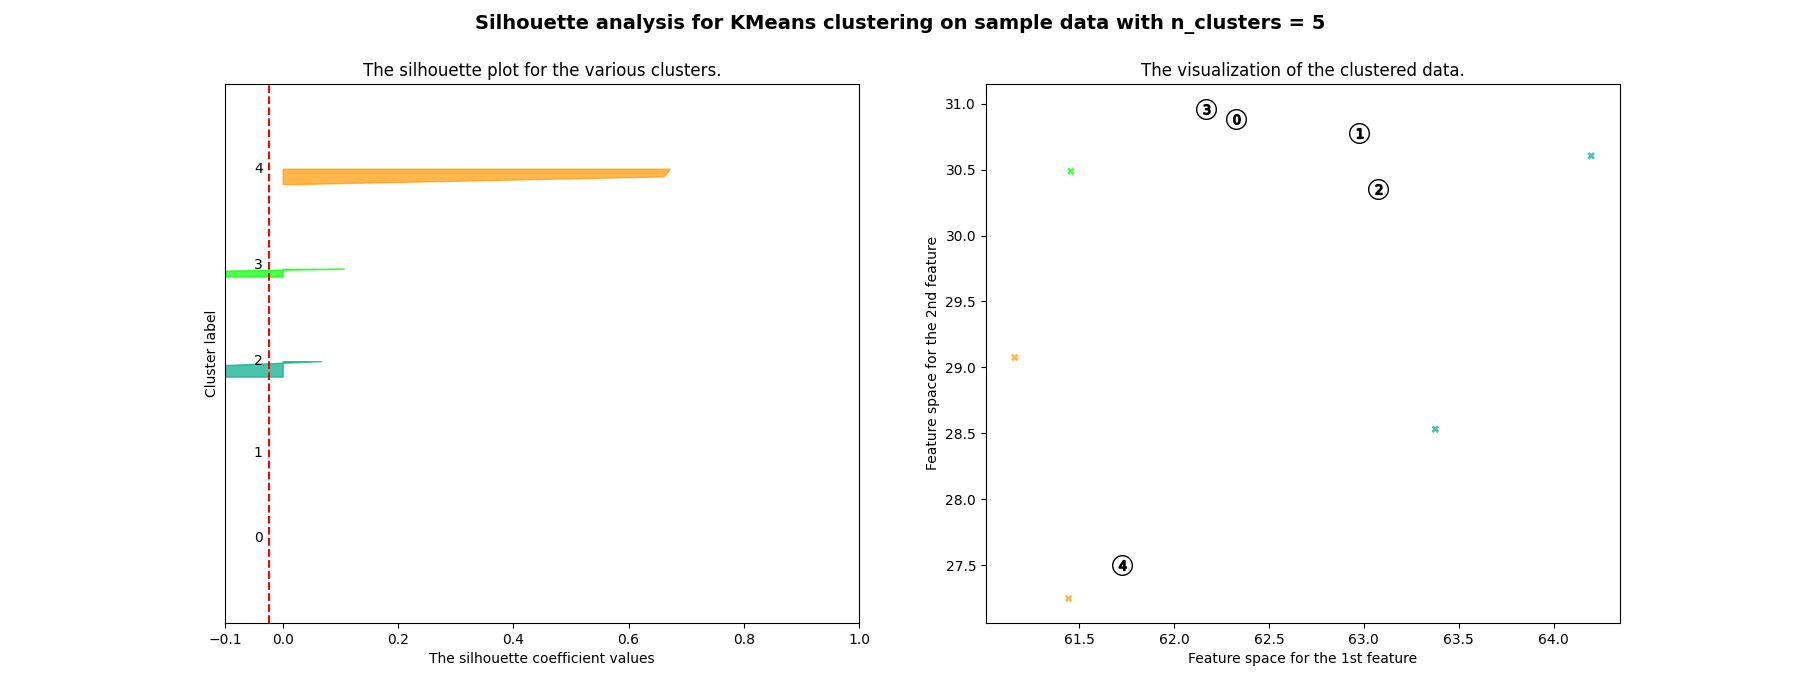 Silhouette analysis for KMeans clustering on sample data with n_clusters = 5
The silhouette plot for the various clusters.
4
3
2
1
0
Cluster label
−0.1 0.0 0.2 0.4 0.6 0.8 1.0
The silhouette coefficient values
The visualization of the clustered data.
31.0
30.5
30.0
29.5
29.0
28.5
28.0
27.5
Feature space for the 2nd feature
3
0
1
2
4
61.5 62.0 62.5 63.0 63.5 64.0
Feature space for the 1st feature